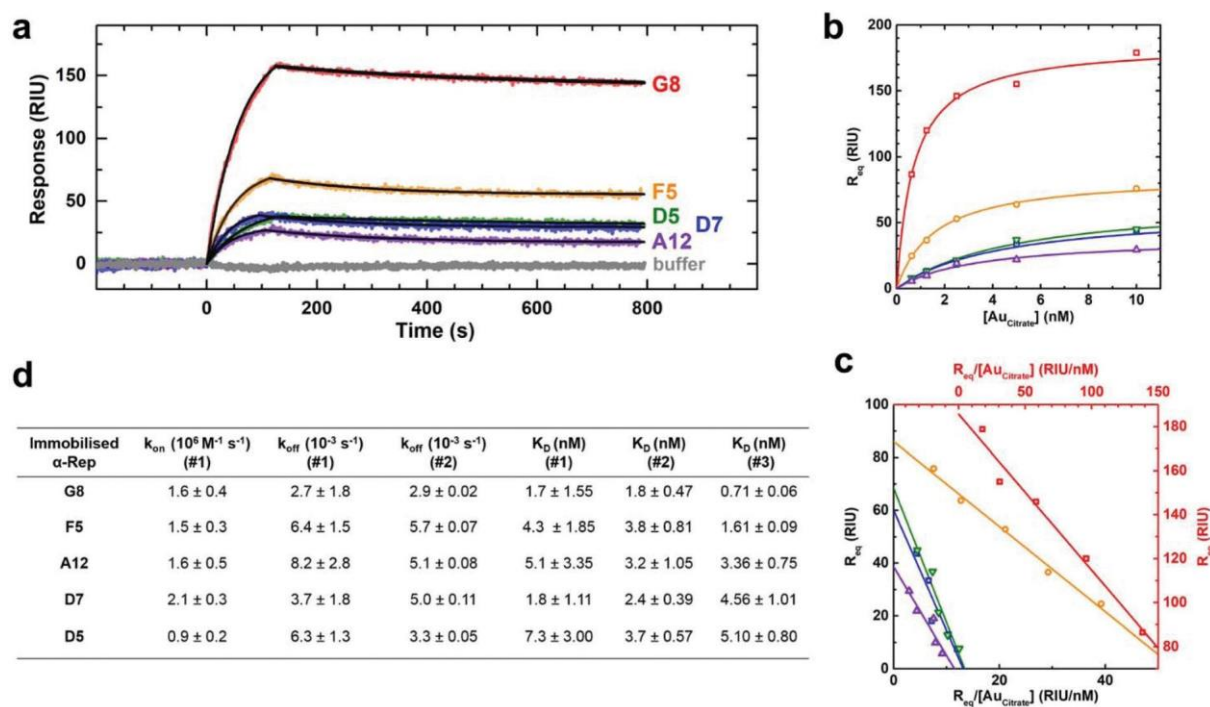 a
Response (RIU)
150
100
50
0
G8
F5
D5
D7
A12
buffer
0 200 400 600 800
Time (s)
b
R_eq (RIU)
200
150
100
50
0
0 2 4 6 8 10
[Au_Citrate] (nM)
d
Immobilised α-Rep k_on (10⁶ M⁻¹ s⁻¹) (#1) k_off (10⁻³ s⁻¹) (#1) k_off (10⁻³ s⁻¹) (#2) K_D (nM) (#1) K_D (nM) (#2) K_D (nM) (#3)
G8 1.6 ± 0.4 2.7 ± 1.8 2.9 ± 0.02 1.7 ± 1.55 1.8 ± 0.47 0.71 ± 0.06
F5 1.5 ± 0.3 6.4 ± 1.5 5.7 ± 0.07 4.3 ± 1.85 3.8 ± 0.81 1.61 ± 0.09
A12 1.6 ± 0.5 8.2 ± 2.8 5.1 ± 0.08 5.1 ± 3.35 3.2 ± 1.05 3.36 ± 0.75
D7 2.1 ± 0.3 3.7 ± 1.8 5.0 ± 0.11 1.8 ± 1.11 2.4 ± 0.39 4.56 ± 1.01
D5 0.9 ± 0.2 6.3 ± 1.3 3.3 ± 0.05 7.3 ± 3.00 3.7 ± 0.57 5.10 ± 0.80
c
R_eq/[Au_Citrate] (RIU/nM)
0 50 100 150
R_eq (RIU)
100
80
60
40
20
0
180
160
140
120
100
80
R_eq (RIU)
0 20 40
R_eq/[Au_Citrate] (RIU/nM)